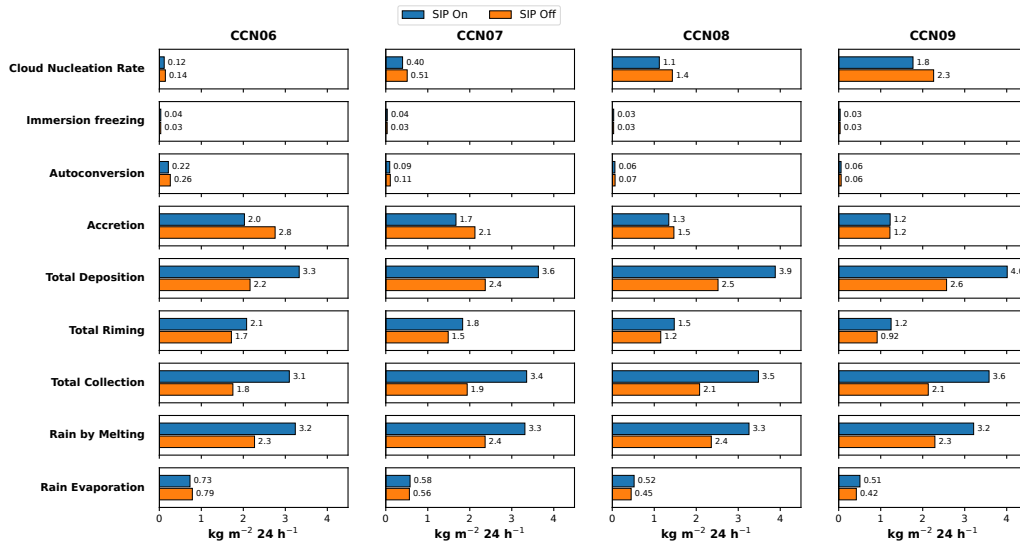 SIP On SIP Off
CCN06 CCN07 CCN08 CCN09
Cloud Nucleation Rate
0.12 0.40 1.1 1.8
0.14 0.51 1.4 2.3
Immersion freezing
0.04 0.04 0.03 0.03
0.03 0.03 0.03 0.03
Autoconversion
0.22 0.09 0.06 0.06
0.26 0.11 0.07 0.06
Accretion
2.0 1.7 1.3 1.2
2.8 2.1 1.5 1.2
Total Deposition
3.3 3.6 3.9 4.0
2.2 2.4 2.5 2.6
Total Riming
2.1 1.8 1.5 1.2
1.7 1.5 1.2 0.92
Total Collection
3.1 3.4 3.5 3.6
1.8 1.9 2.1 2.1
Rain by Melting
3.2 3.3 3.3 3.2
2.3 2.4 2.4 2.3
Rain Evaporation
0.73 0.58 0.52 0.51
0.79 0.56 0.45 0.42
0 1 2 3 4 0 1 2 3 4 0 1 2 3 4 0 1 2 3 4
kg m⁻² 24 h⁻¹ kg m⁻² 24 h⁻¹ kg m⁻² 24 h⁻¹ kg m⁻² 24 h⁻¹